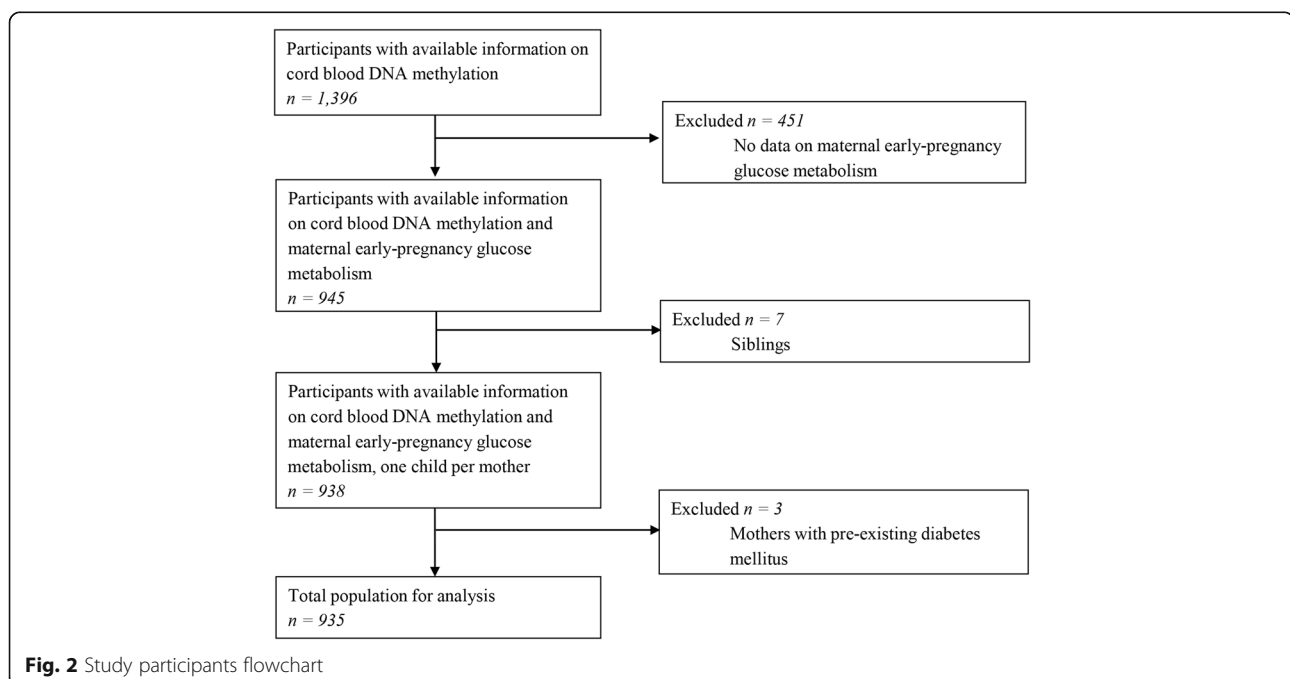 Participants with available information on
cord blood DNA methylation
n = 1,396
Excluded n = 451
No data on maternal early-pregnancy
glucose metabolism
Participants with available information
on cord blood DNA methylation and
maternal early-pregnancy glucose
metabolism
n = 945
Excluded n = 7
Siblings
Participants with available information
on cord blood DNA methylation and
maternal early-pregnancy glucose
metabolism, one child per mother
n = 938
Excluded n = 3
Mothers with pre-existing diabetes
mellitus
Total population for analysis
n = 935
Fig. 2 Study participants flowchart